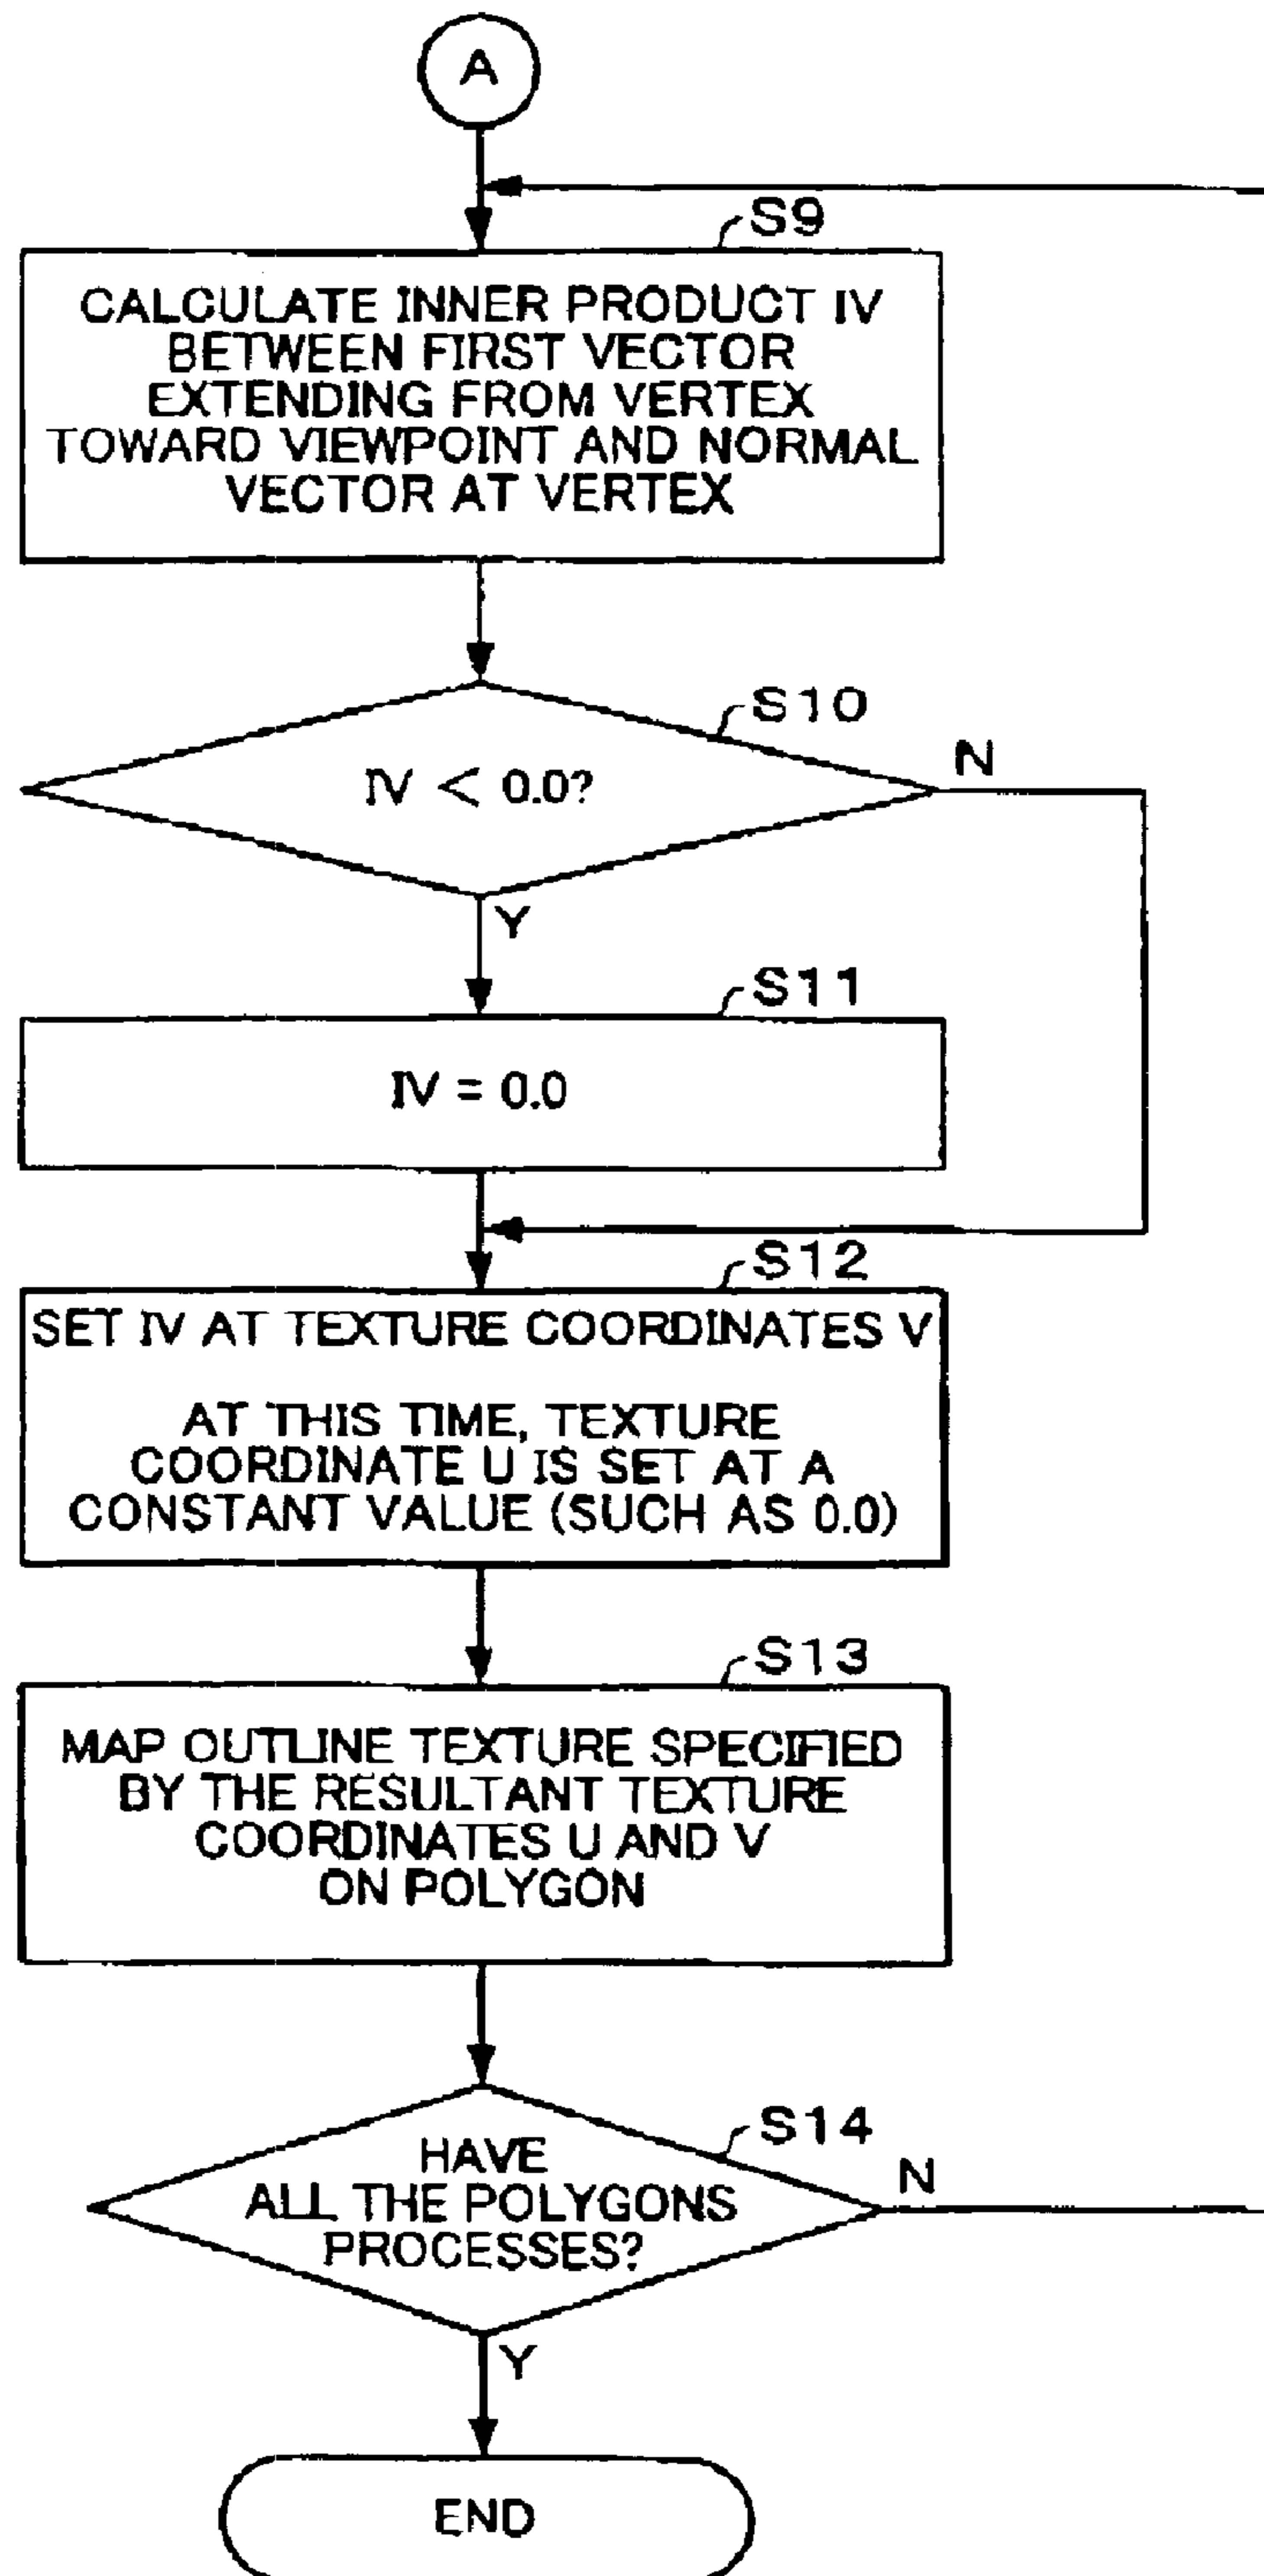 A
S9
CALCULATE INNER PRODUCT IV
BETWEEN FIRST VECTOR
EXTENDING FROM VERTEX
TOWARD VIEWPOINT AND NORMAL
VECTOR AT VERTEX
S10
IV < 0.0?
N
Y
S11
IV = 0.0
S12
SET IV AT TEXTURE COORDINATES V
AT THIS TIME, TEXTURE
COORDINATE U IS SET AT A
CONSTANT VALUE (SUCH AS 0.0)
S13
MAP OUTLINE TEXTURE SPECIFIED
BY THE RESULTANT TEXTURE
COORDINATES U AND V
ON POLYGON
S14
HAVE
ALL THE POLYGONS
PROCESSES?
N
Y
END